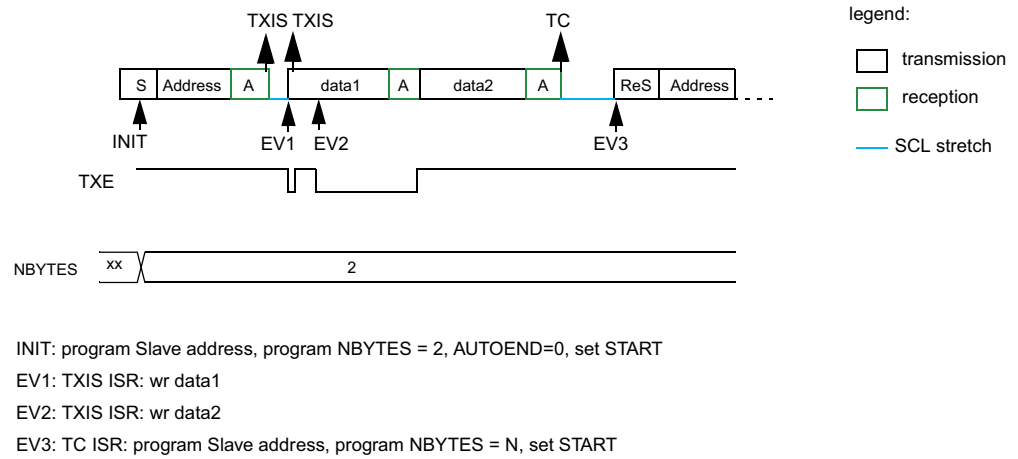 TXIS TXIS TC
legend:
S Address A data1 A data2 A ReS Address
transmission
reception
INIT EV1 EV2 EV3
SCL stretch
TXE
NBYTES xx 2
INIT: program Slave address, program NBYTES = 2, AUTOEND=0, set START
EV1: TXIS ISR: wr data1
EV2: TXIS ISR: wr data2
EV3: TC ISR: program Slave address, program NBYTES = N, set START